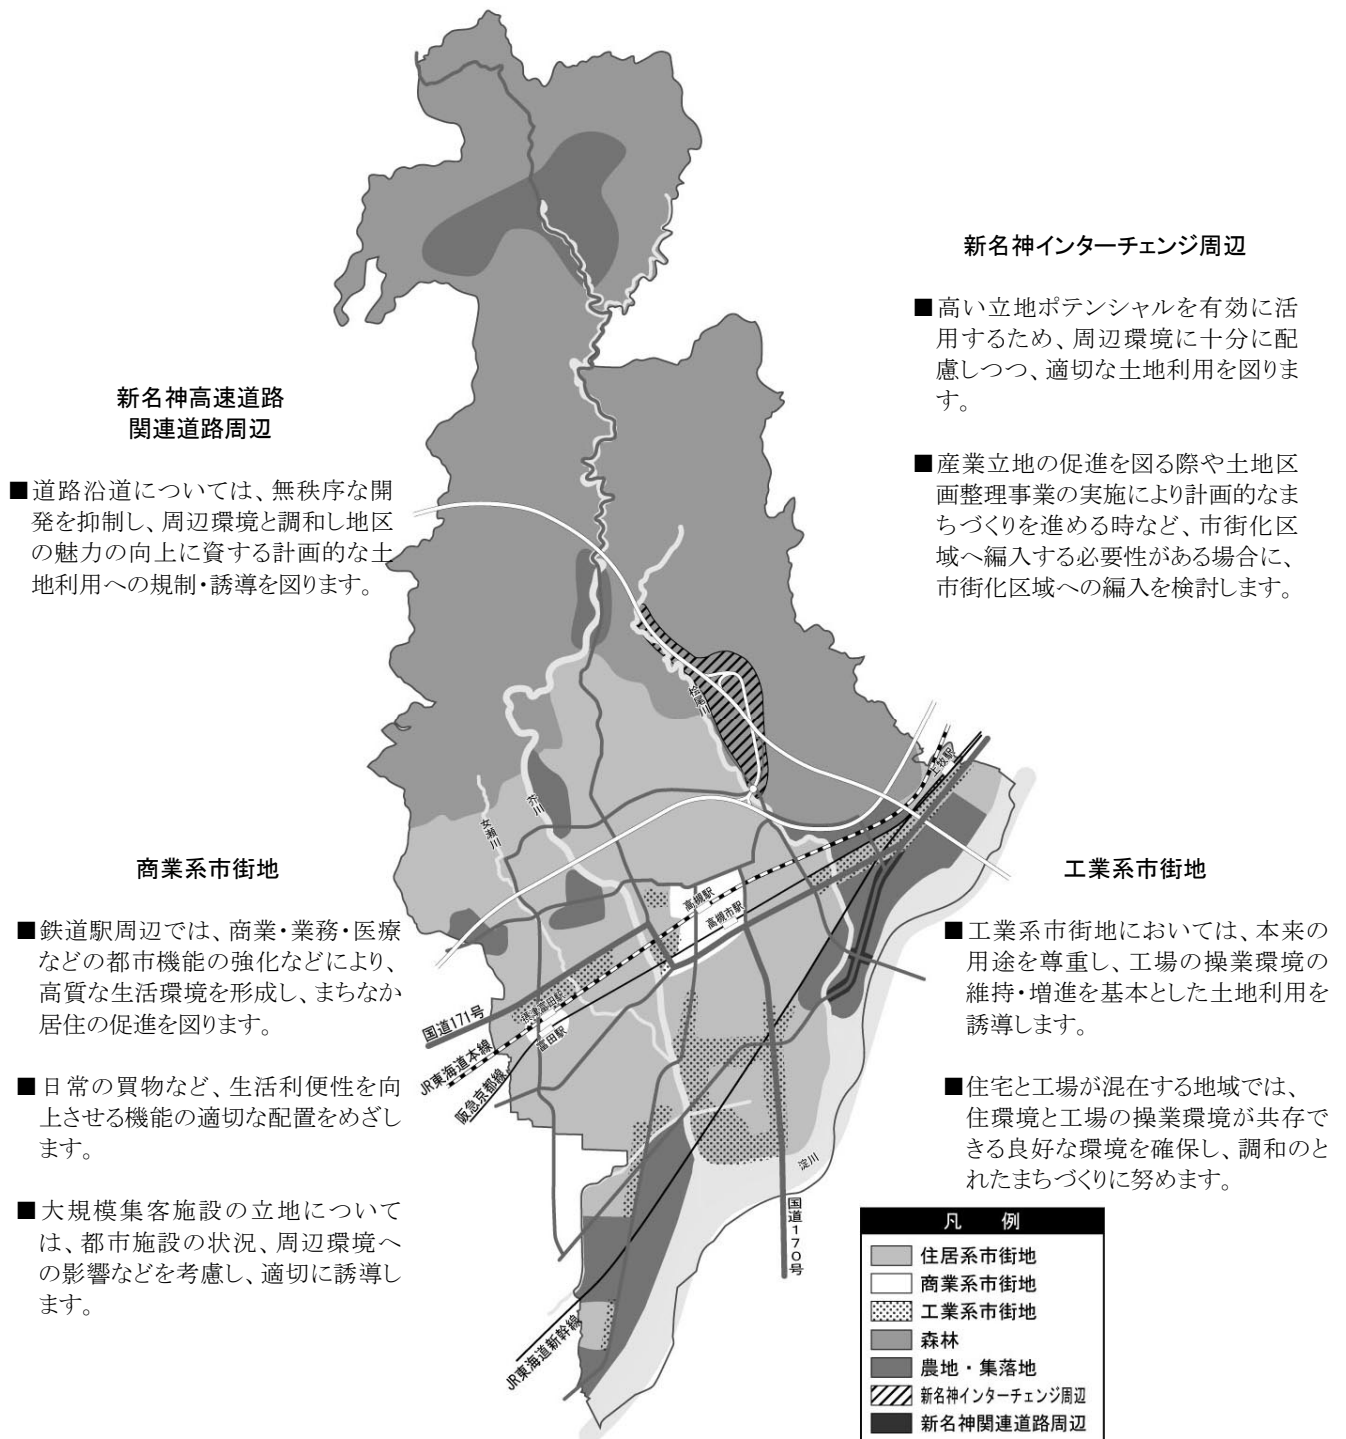 新名神インターチェンジ周辺
■高い立地ポテンシャルを有効に活
用するため、周辺環境に十分に配
慮しつつ、適切な土地利用を図りま
す。
■産業立地の促進を図る際や土地区
画整理事業の実施により計画的なま
ちづくりを進める時など、市街化区
域へ編入する必要性がある場合に、
市街化区域への編入を検討します。
新名神高速道路
関連道路周辺
■道路沿道については、無秩序な開
発を抑制し、周辺環境と調和し地区
の魅力の向上に資する計画的な土
地利用への規制・誘導を図ります。
桧尾川
上牧駅
芥川
女瀬川
高槻駅
高槻市駅
摂津富田駅
富田駅
国道171号
JR東海道本線
阪急京都線
淀川
国道170号
JR東海道新幹線
商業系市街地
■鉄道駅周辺では、商業・業務・医療
などの都市機能の強化などにより、
高質な生活環境を形成し、まちなか
居住の促進を図ります。
■日常の買物など、生活利便性を向
上させる機能の適切な配置をめざし
ます。
■大規模集客施設の立地について
は、都市施設の状況、周辺環境へ
の影響などを考慮し、適切に誘導し
ます。
工業系市街地
■工業系市街地においては、本来の
用途を尊重し、工場の操業環境の
維持・増進を基本とした土地利用を
誘導します。
■住宅と工場が混在する地域では、
住環境と工場の操業環境が共存で
きる良好な環境を確保し、調和のと
れたまちづくりに努めます。
凡 例
住居系市街地
商業系市街地
工業系市街地
森林
農地・集落地
新名神インターチェンジ周辺
新名神関連道路周辺